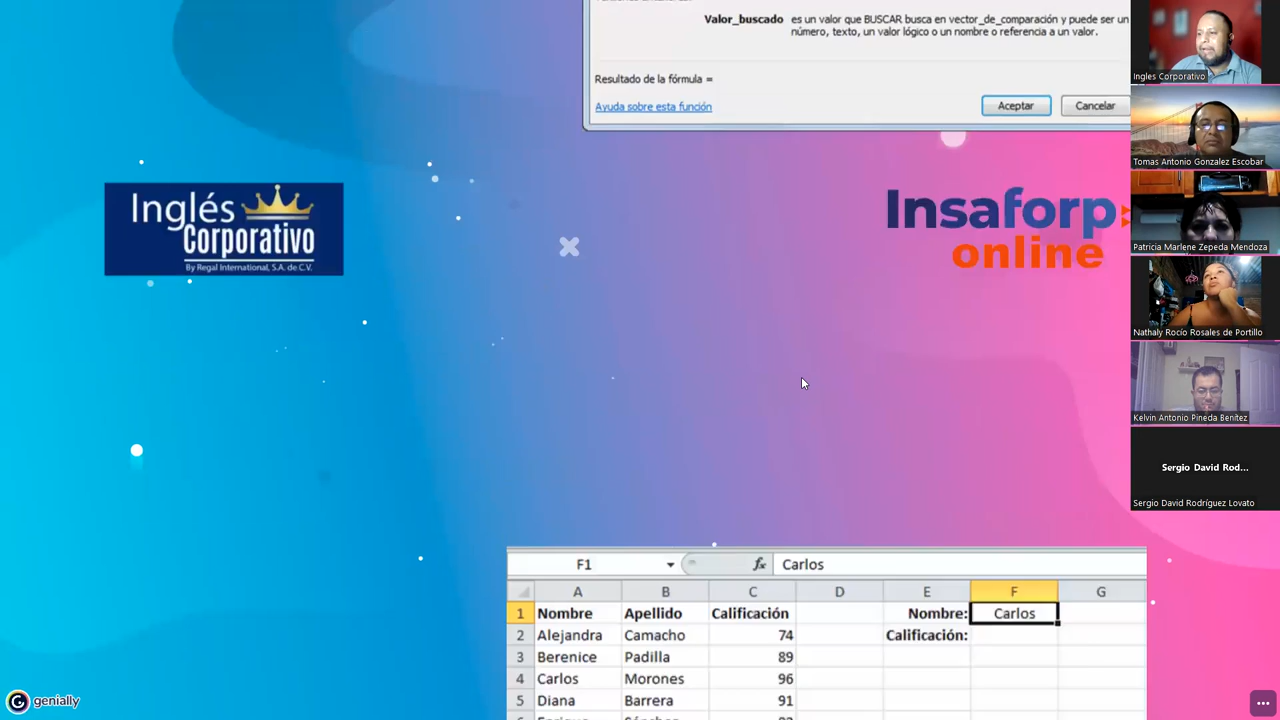 Valor_buscado es un valor que BUSCAR busca en vector_de_comparación y puede ser un
número, texto, un valor lógico o un nombre o referencia a un valor.
Resultado de la fórmula =
Ayuda sobre esta función
Aceptar
Cancelar
Inglés
Corporativo
By Regal International, S.A. de C.V.
Insaforp
online
F1 fx Carlos
A B C D E F G
1 Nombre Apellido Calificación Nombre: Carlos
2 Alejandra Camacho 74 Calificación:
3 Berenice Padilla 89
4 Carlos Morones 96
5 Diana Barrera 91
genially
Ingles Corporativo
Tomas Antonio Gonzalez Escobar
Patricia Marlene Zepeda Mendoza
Nathaly Rocío Rosales de Portillo
Kelvin Antonio Pineda Benítez
Sergio David Rod...
Sergio David Rodríguez Lovato